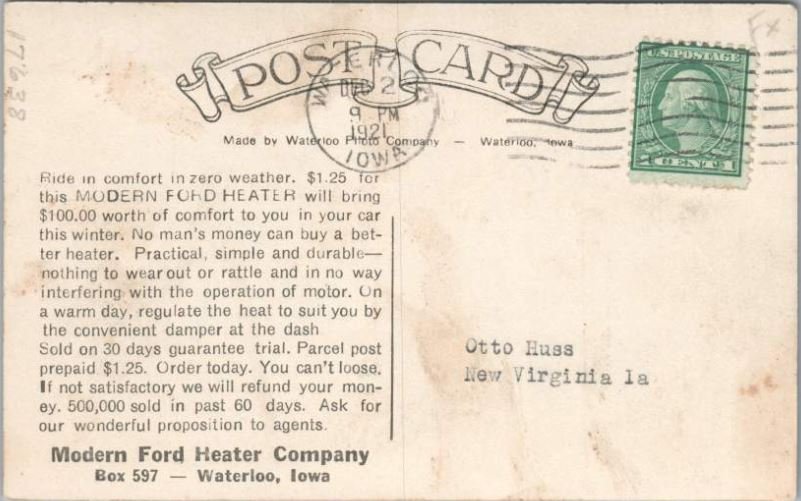 17638
Fx
POST CARD
U.S. POSTAGE
WATERLOO
DEC 2
9 PM
1921
IOWA
1 CENTS 1
Made by Waterloo Photo Company — Waterloo, Iowa
Ride in comfort in zero weather. $1.25 for
this MODERN FORD HEATER will bring
$100.00 worth of comfort to you in your car
this winter. No man's money can buy a bet-
ter heater. Practical, simple and durable—
nothing to wear out or rattle and in no way
interfering with the operation of motor. On
a warm day, regulate the heat to suit you by
the convenient damper at the dash
Sold on 30 days guarantee trial. Parcel post
prepaid $1.25. Order today. You can't loose.
If not satisfactory we will refund your mon-
ey. 500,000 sold in past 60 days. Ask for
our wonderful proposition to agents.
Modern Ford Heater Company
Box 597 — Waterloo, Iowa
Otto Huss
New Virginia Ia